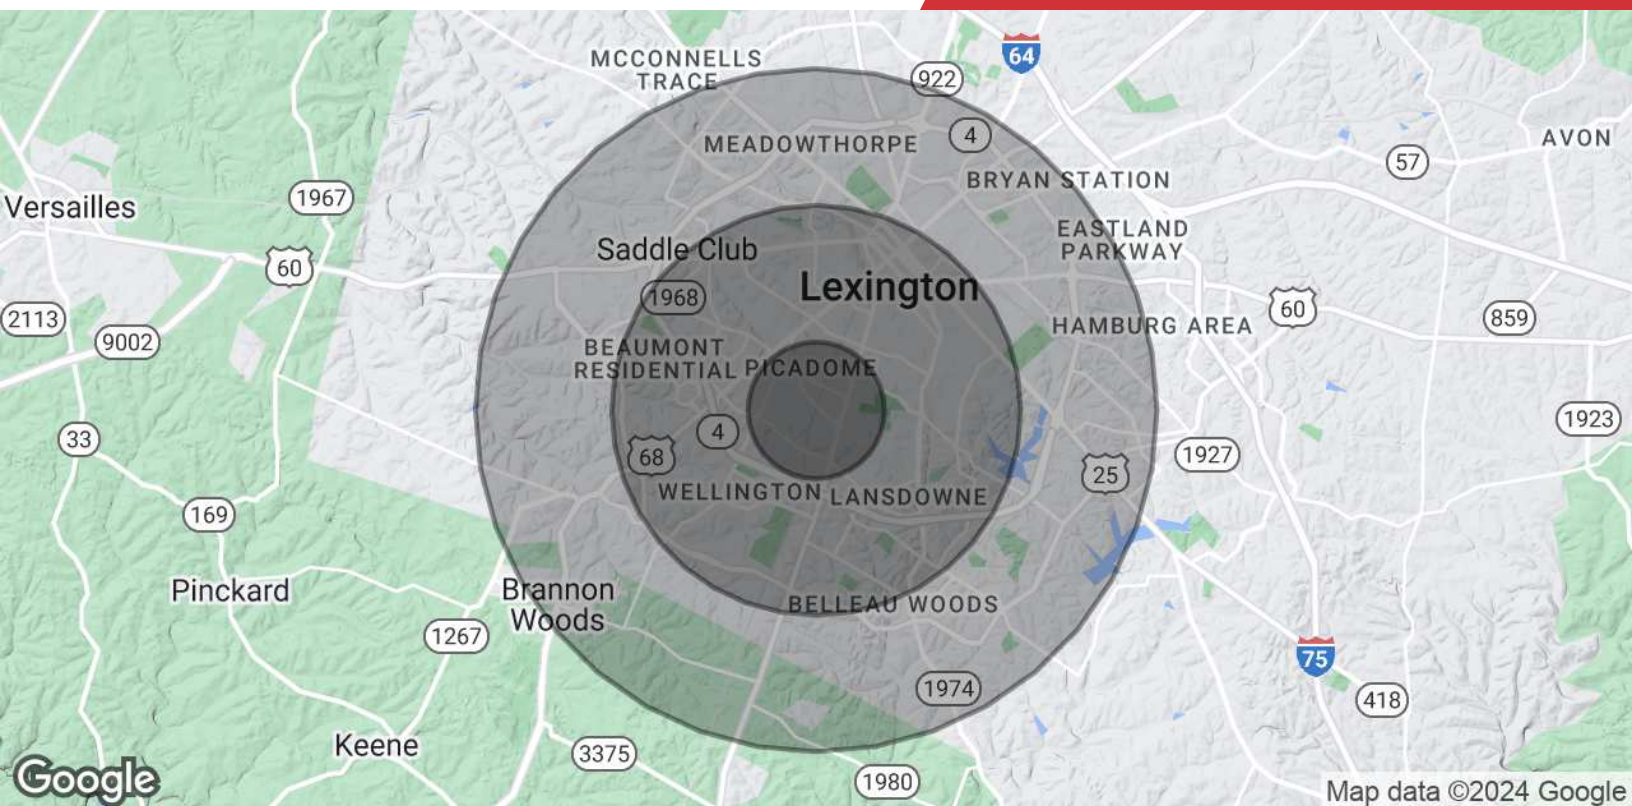 MCCONNELLS
TRACE
64
922
4
MEADOWTHORPE
AVON
57
BRYAN STATION
1967
Versailles
EASTLAND
PARKWAY
Saddle Club
60
Lexington
1968
60
2113
859
HAMBURG AREA
9002
BEAUMONT
RESIDENTIAL
PICADOME
1923
33
4
68
1927
25
WELLINGTON
LANSDOWNE
169
Pinckard
Brannon
Woods
BELLEAU WOODS
1267
75
1974
418
Keene
3375
Google
1980
Map data ©2024 Google